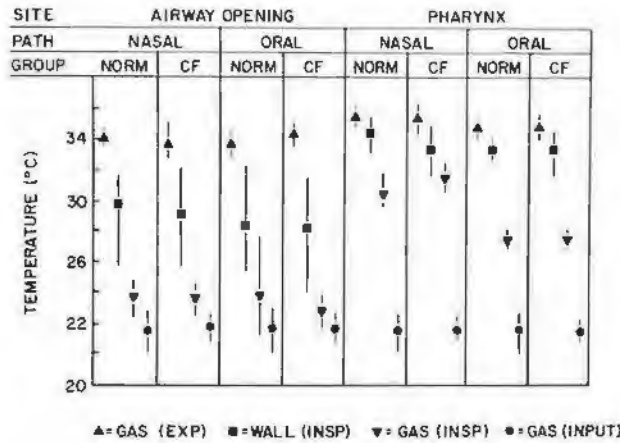 SITE AIRWAY OPENING PHARYNX
PATH NASAL ORAL NASAL ORAL
GROUP NORM CF NORM CF NORM CF NORM CF
TEMPERATURE (°C)
34
30
26
22
20
▲=GAS (EXP) ■=WALL (INSP) ▼=GAS (INSP) ●=GAS (INPUT)